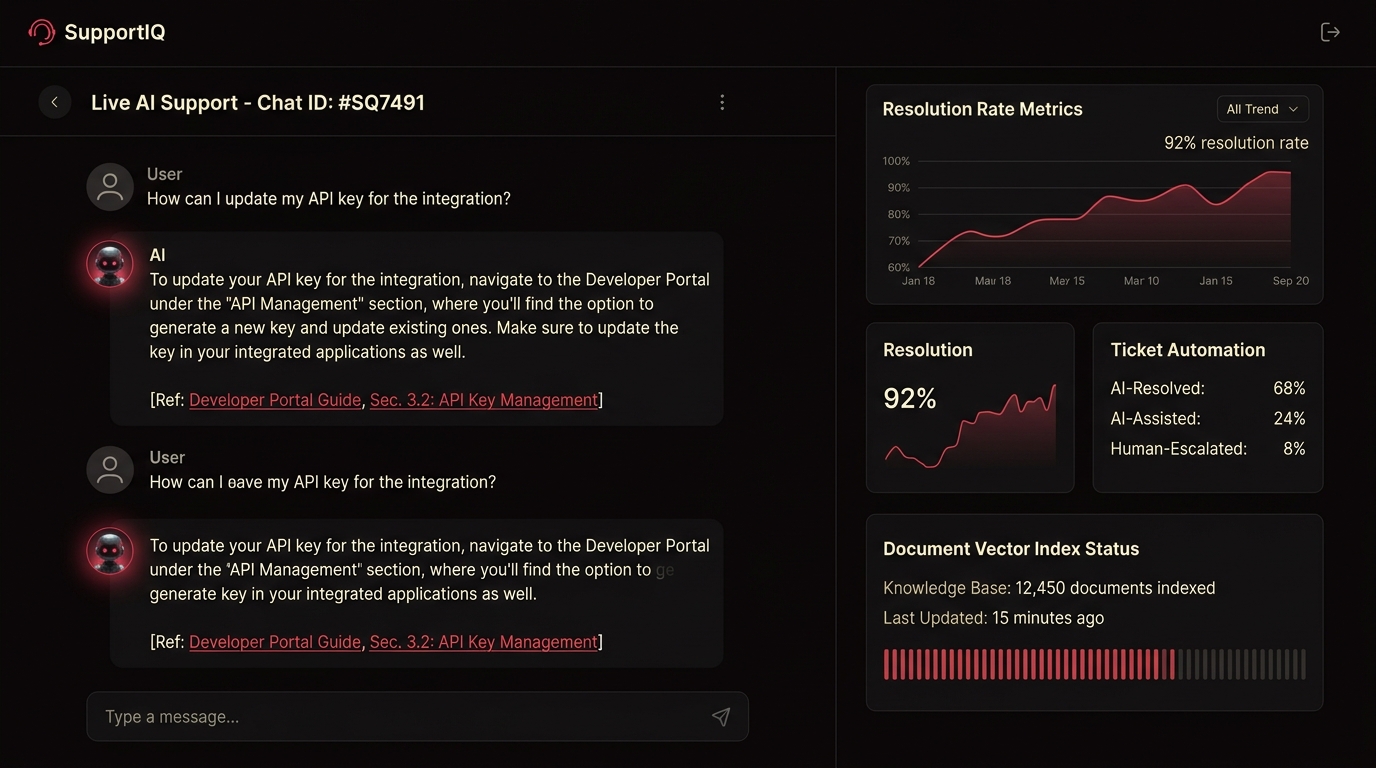 SupportIQ
Live AI Support - Chat ID: #SQ7491
User
How can I update my API key for the integration?
AI
To update your API key for the integration, navigate to the Developer Portal
under the "API Management" section, where you'll find the option to
generate a new key and update existing ones. Make sure to update the
key in your integrated applications as well.
[Ref: Developer Portal Guide, Sec. 3.2: API Key Management]
User
How can I eave my API key for the integration?
To update your API key for the integration, navigate to the Developer Portal
under the "API Management" section, where you'll find the option to ge
generate key in your integrated applications as well.
[Ref: Developer Portal Guide, Sec. 3.2: API Key Management]
Type a message...
Resolution Rate Metrics
All Trend
92% resolution rate
100%
90%
80%
70%
60%
Jan 18 Mau 18 Mer 15 Mar 10 Jan 15 Sep 20
Resolution
92%
Ticket Automation
AI-Resolved: 68%
AI-Assisted: 24%
Human-Escalated: 8%
Document Vector Index Status
Knowledge Base: 12,450 documents indexed
Last Updated: 15 minutes ago